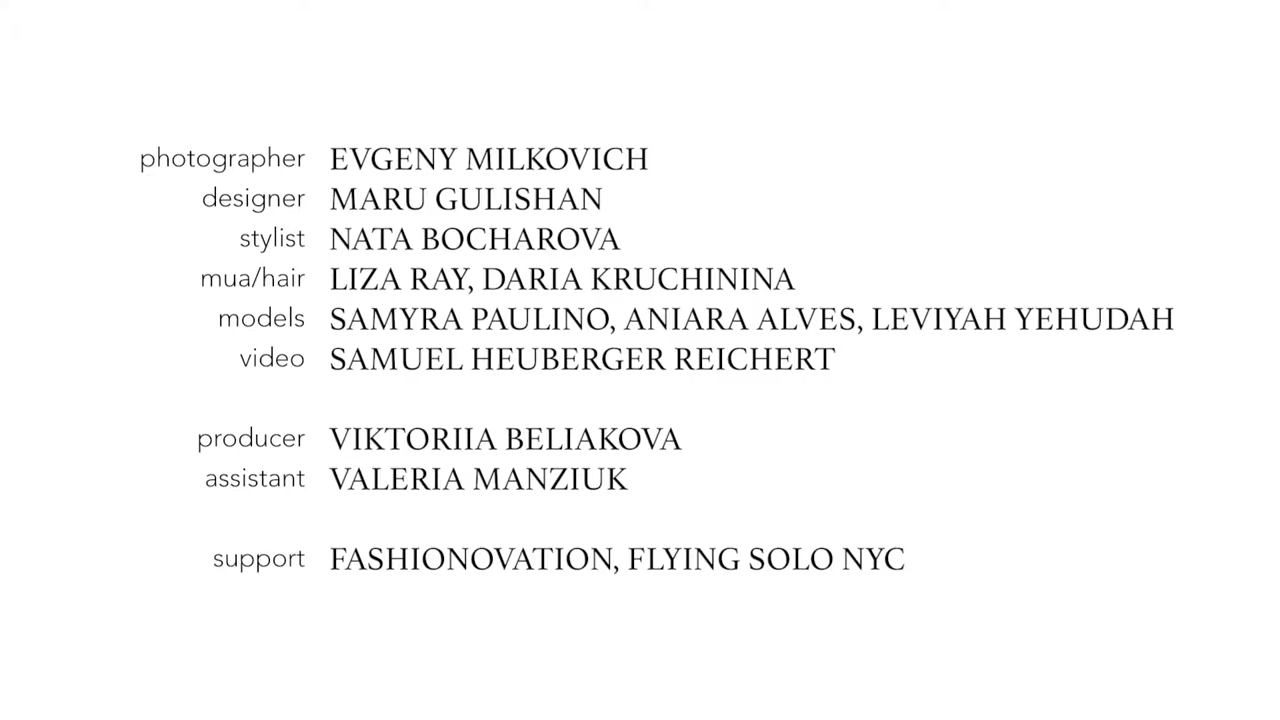 photographer EVGENY MILKOVICH
designer MARU GULISHAN
stylist NATA BOCHAROVA
mua/hair LIZA RAY, DARIA KRUCHININA
models SAMYRA PAULINO, ANIARA ALVES, LEVIYAH YEHUDAH
video SAMUEL HEUBERGER REICHERT
producer VIKTORIIA BELIAKOVA
assistant VALERIA MANZIUK
support FASHIONOVATION, FLYING SOLO NYC